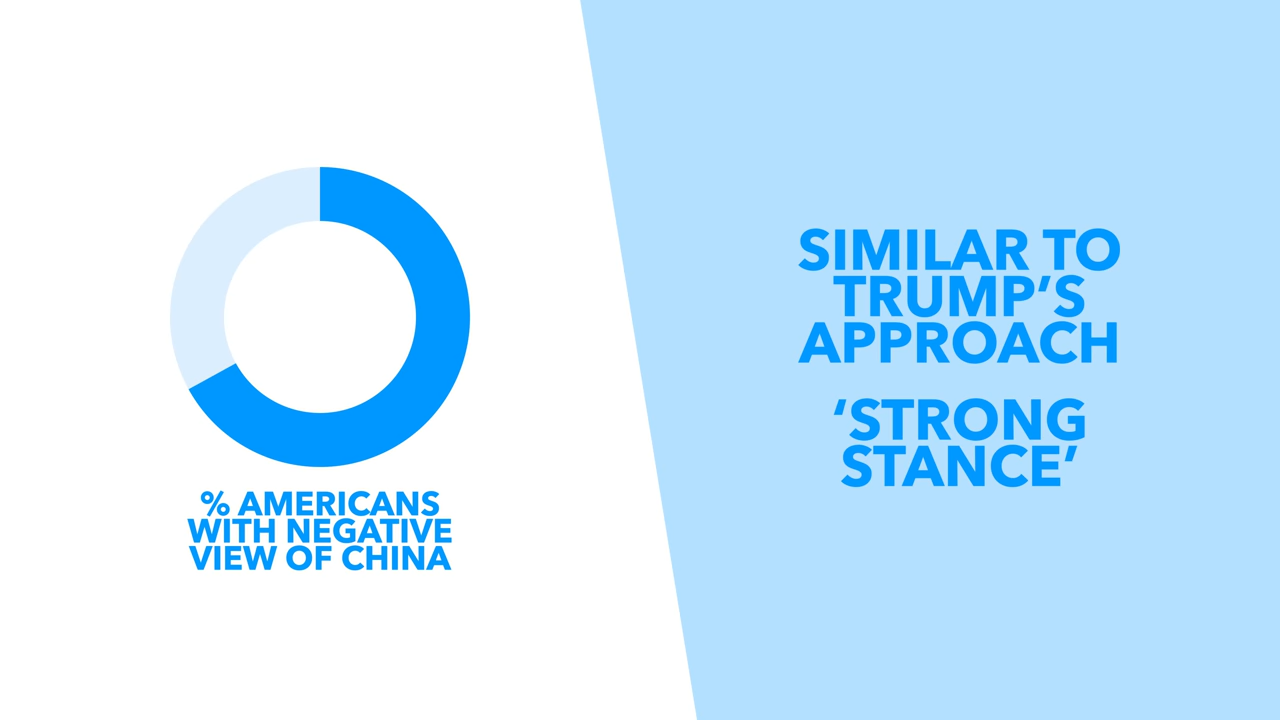 % AMERICANS
WITH NEGATIVE
VIEW OF CHINA
SIMILAR TO
TRUMP’S
APPROACH
‘STRONG
STANCE’